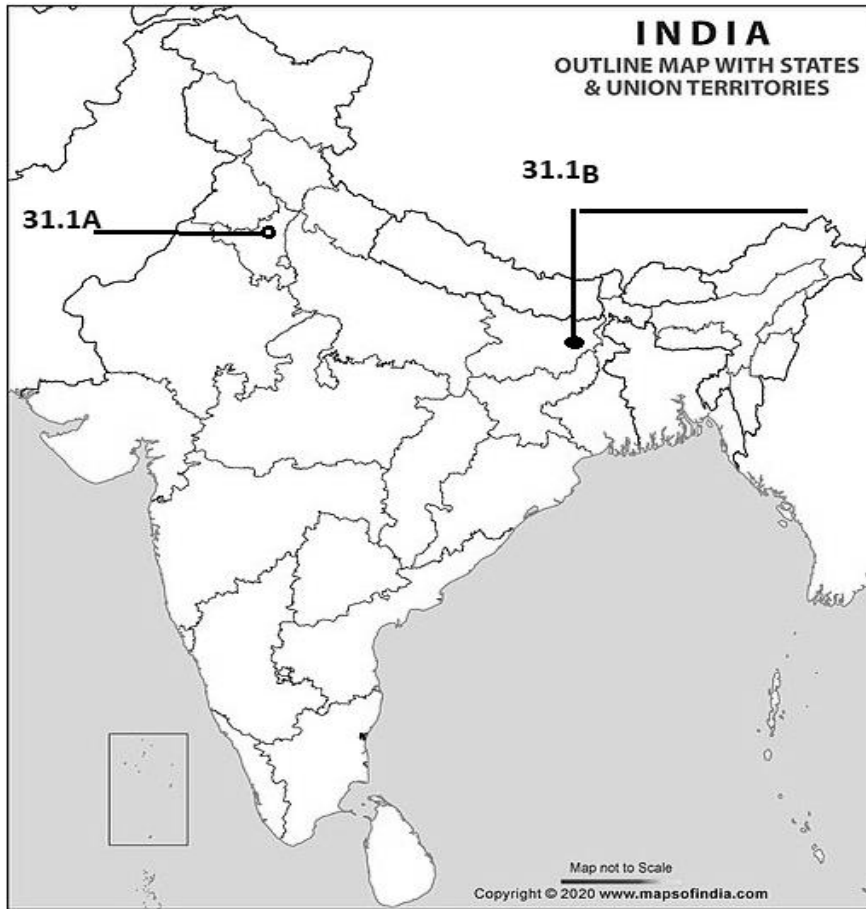 INDIA
OUTLINE MAP WITH STATES
& UNION TERRITORIES
31.1B
31.1A
Map not to Scale
Copyright © 2020 www.mapsofindia.com